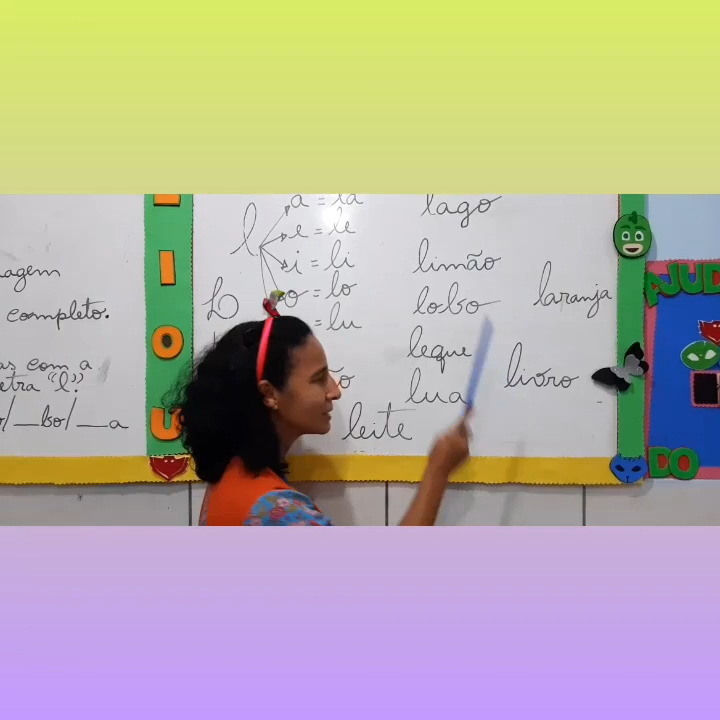 completo.
as com a
etra "l".
/__bo/__a
I
O
U
l
a = la
e = le
i = li
o = lo
= lu
lago
limão
lobo
leque
lua
leite
laranja
livro
AJUD
DO